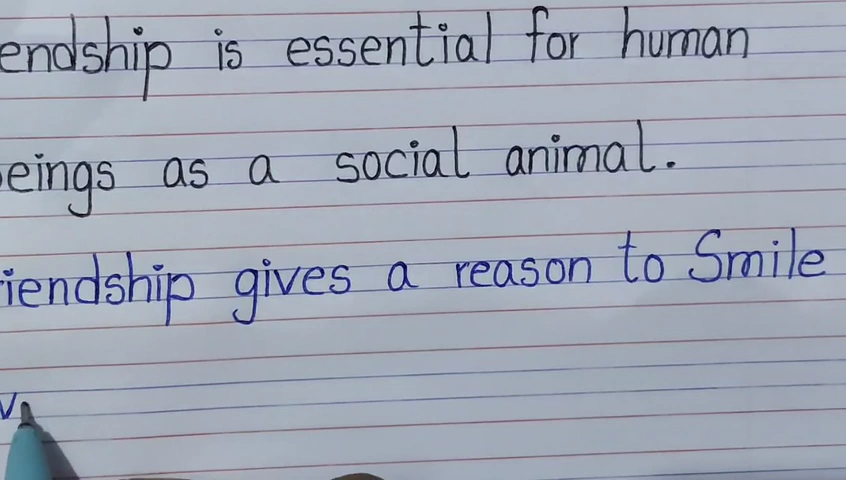 endship is essential for human
eings as a social animal.
iendship gives a reason to Smile